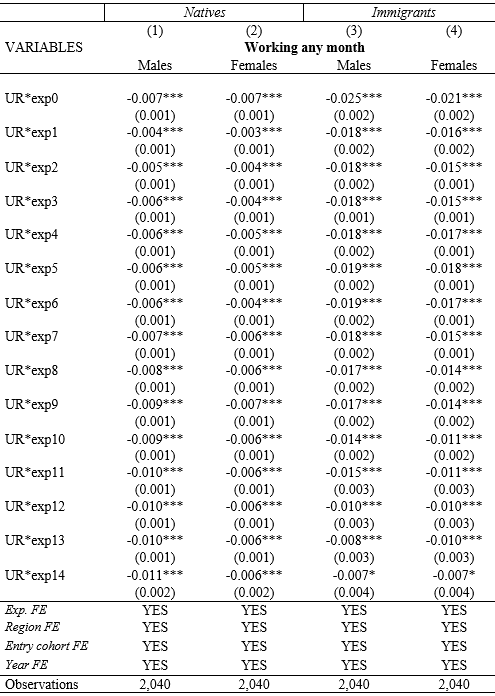 Natives Immigrants
(1) (2) (3) (4)
VARIABLES Working any month
Males Females Males Females
UR*exp0 -0.007*** -0.007*** -0.025*** -0.021***
(0.001) (0.001) (0.002) (0.002)
UR*exp1 -0.004*** -0.003*** -0.018*** -0.016***
(0.001) (0.001) (0.002) (0.002)
UR*exp2 -0.005*** -0.004*** -0.018*** -0.015***
(0.001) (0.001) (0.002) (0.001)
UR*exp3 -0.006*** -0.004*** -0.018*** -0.015***
(0.001) (0.001) (0.001) (0.001)
UR*exp4 -0.006*** -0.005*** -0.018*** -0.017***
(0.001) (0.001) (0.002) (0.001)
UR*exp5 -0.006*** -0.005*** -0.019*** -0.018***
(0.001) (0.001) (0.002) (0.001)
UR*exp6 -0.006*** -0.004*** -0.019*** -0.017***
(0.001) (0.001) (0.002) (0.001)
UR*exp7 -0.007*** -0.006*** -0.018*** -0.015***
(0.001) (0.001) (0.002) (0.001)
UR*exp8 -0.008*** -0.006*** -0.017*** -0.014***
(0.001) (0.001) (0.002) (0.002)
UR*exp9 -0.009*** -0.007*** -0.017*** -0.014***
(0.001) (0.001) (0.002) (0.002)
UR*exp10 -0.009*** -0.006*** -0.014*** -0.011***
(0.001) (0.001) (0.002) (0.002)
UR*exp11 -0.010*** -0.006*** -0.015*** -0.011***
(0.001) (0.001) (0.003) (0.003)
UR*exp12 -0.010*** -0.006*** -0.010*** -0.010***
(0.001) (0.001) (0.003) (0.003)
UR*exp13 -0.010*** -0.006*** -0.008*** -0.010***
(0.001) (0.001) (0.003) (0.003)
UR*exp14 -0.011*** -0.006*** -0.007* -0.007*
(0.002) (0.002) (0.004) (0.004)
Exp. FE YES YES YES YES
Region FE YES YES YES YES
Entry cohort FE YES YES YES YES
Year FE YES YES YES YES
Observations 2,040 2,040 2,040 2,040